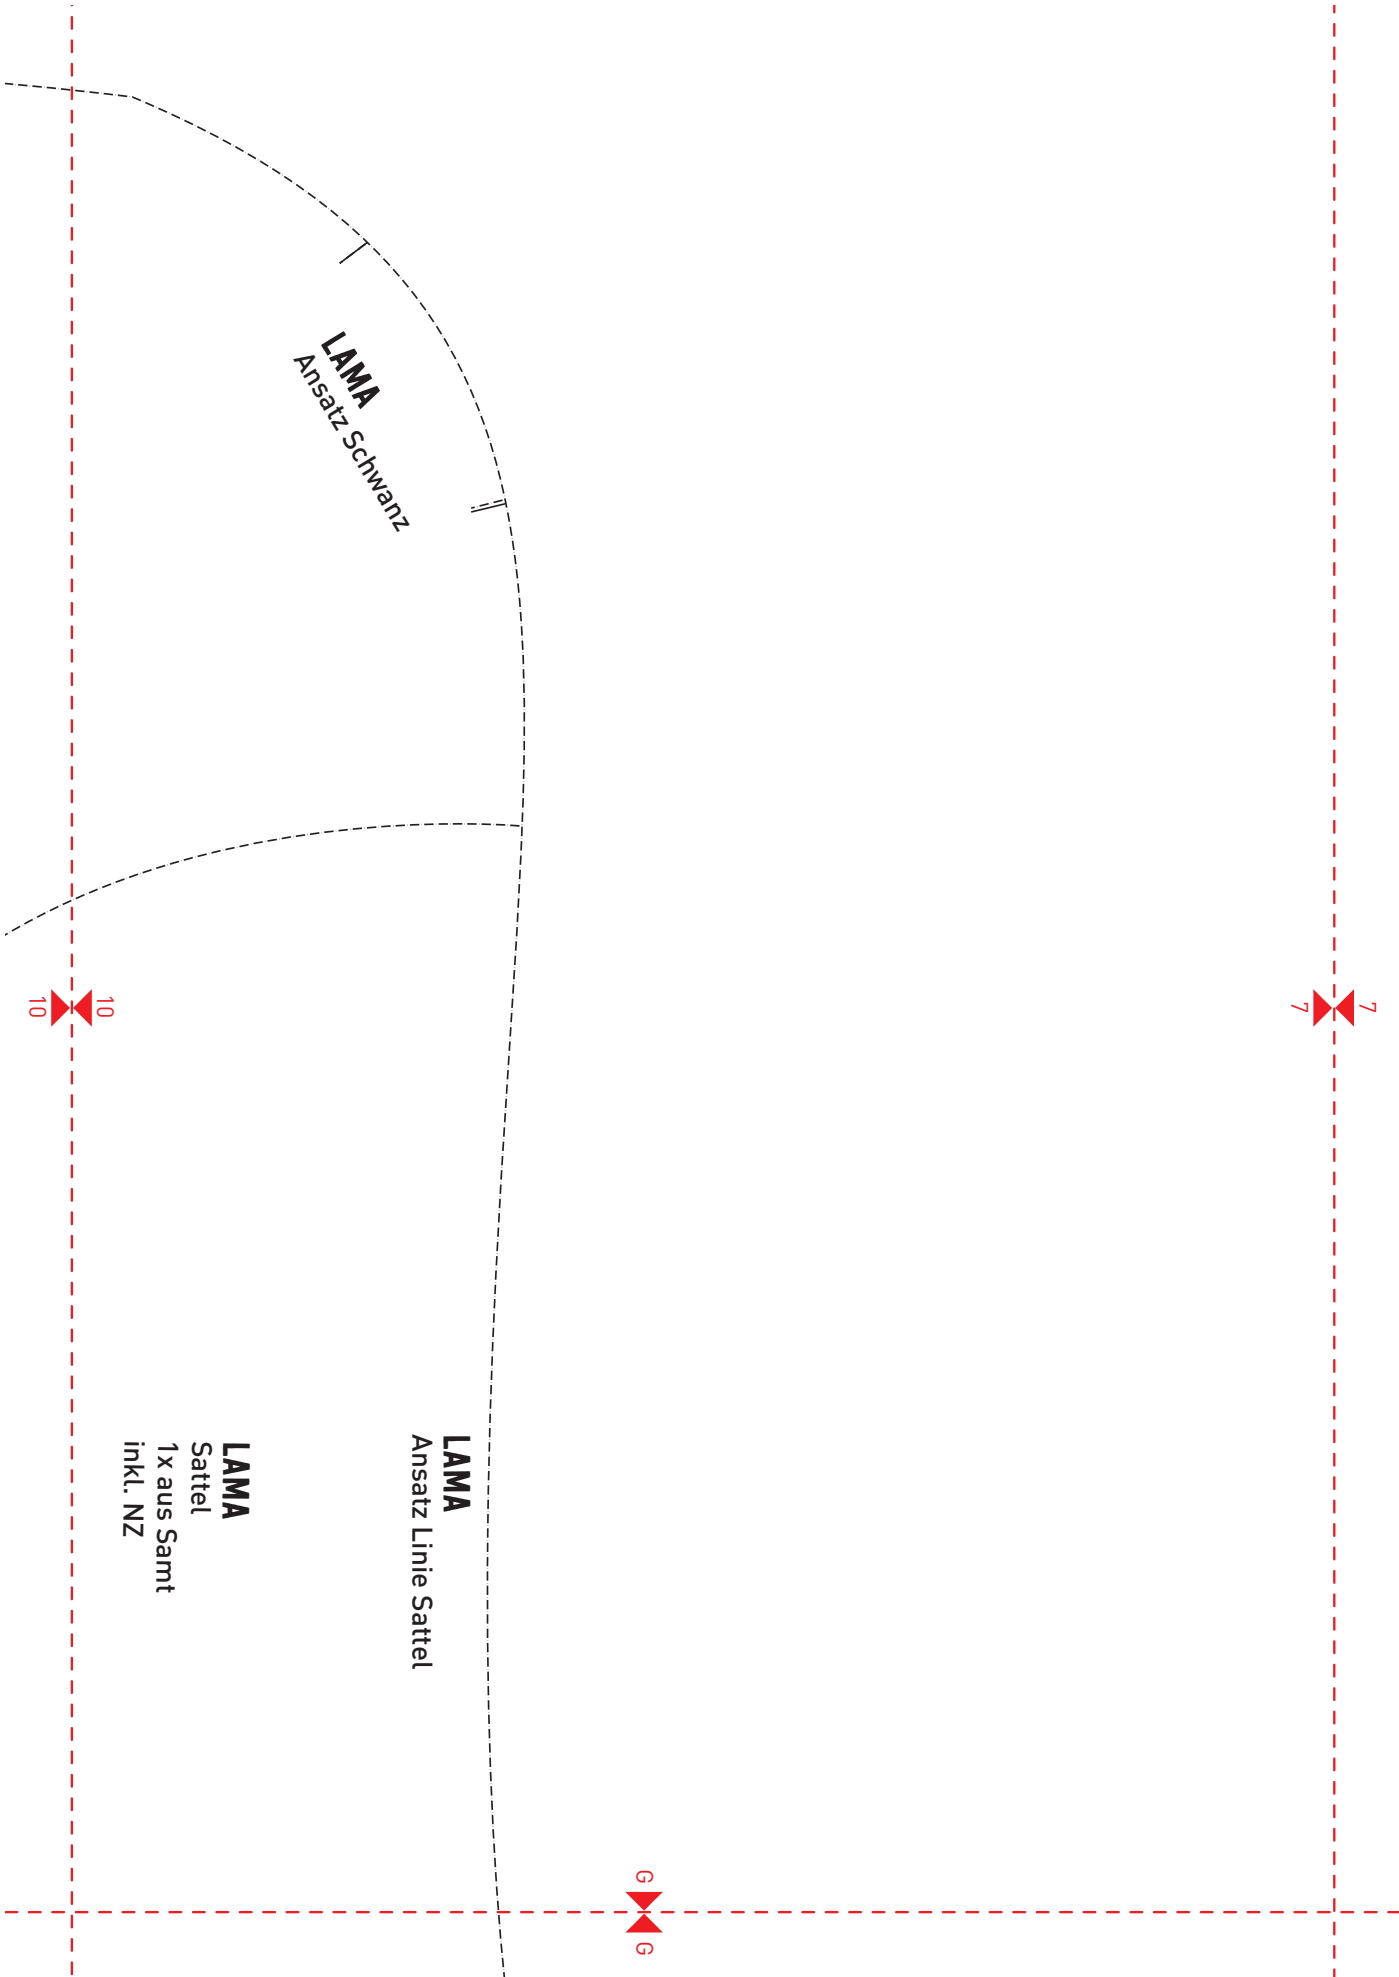 LAMA
Ansatz Schwanz
10
10
7
7
LAMA
Ansatz Linie Sattel
LAMA
Sattel
1x aus Samt
inkl. NZ
G
G